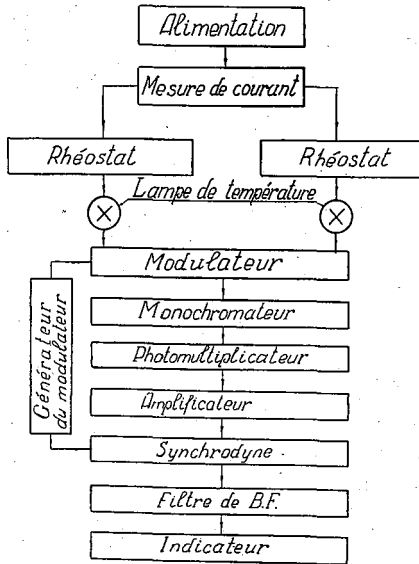 Alimentation
Mesure de courant
Rhéostat
Rhéostat
Lampe de température
Modulateur
Monochromateur
Photomultiplicateur
Amplificateur
Générateur
du modulateur
Synchrodyne
Filtre de B.F.
Indicateur